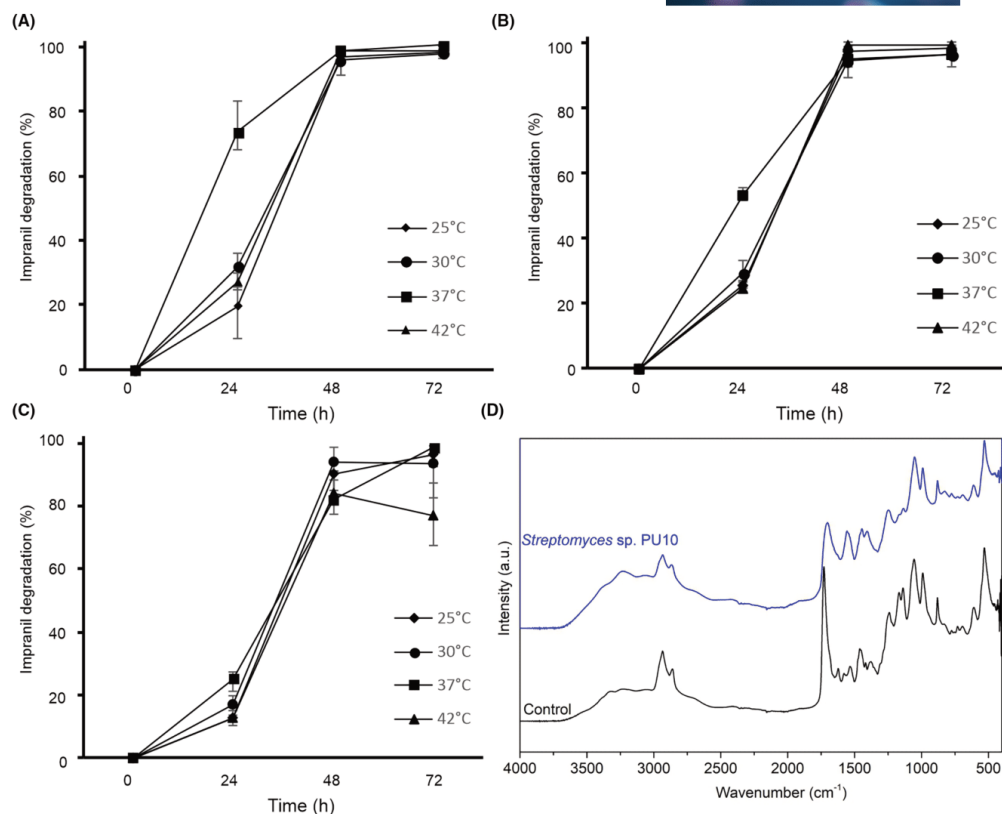 (A)
Impranil degradation (%)
100
80
60
40
20
0
0 24 48 72
Time (h)
25°C
30°C
37°C
42°C
(B)
Impranil degradation (%)
100
80
60
40
20
0
0 24 48 72
Time (h)
25°C
30°C
37°C
42°C
(C)
Impranil degradation (%)
100
80
60
40
20
0
0 24 48 72
Time (h)
25°C
30°C
37°C
42°C
(D)
Intensity (a.u.)
Streptomyces sp. PU10
Control
4000 3500 3000 2500 2000 1500 1000 500
Wavenumber (cm⁻¹)